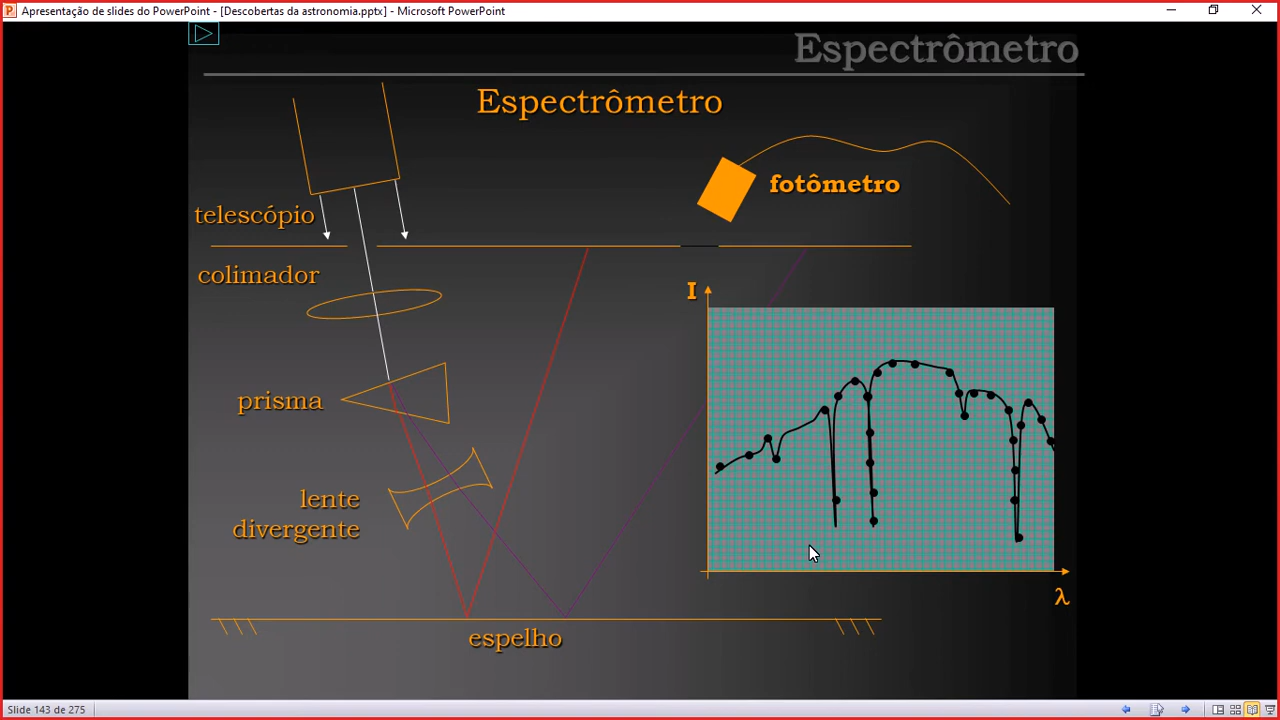 Apresentação de slides do PowerPoint - [Descobertas da astronomia.pptx] - Microsoft PowerPoint
Espectrômetro
Espectrômetro
fotômetro
telescópio
colimador
I
prisma
lente
divergente
λ
espelho
Slide 143 de 275